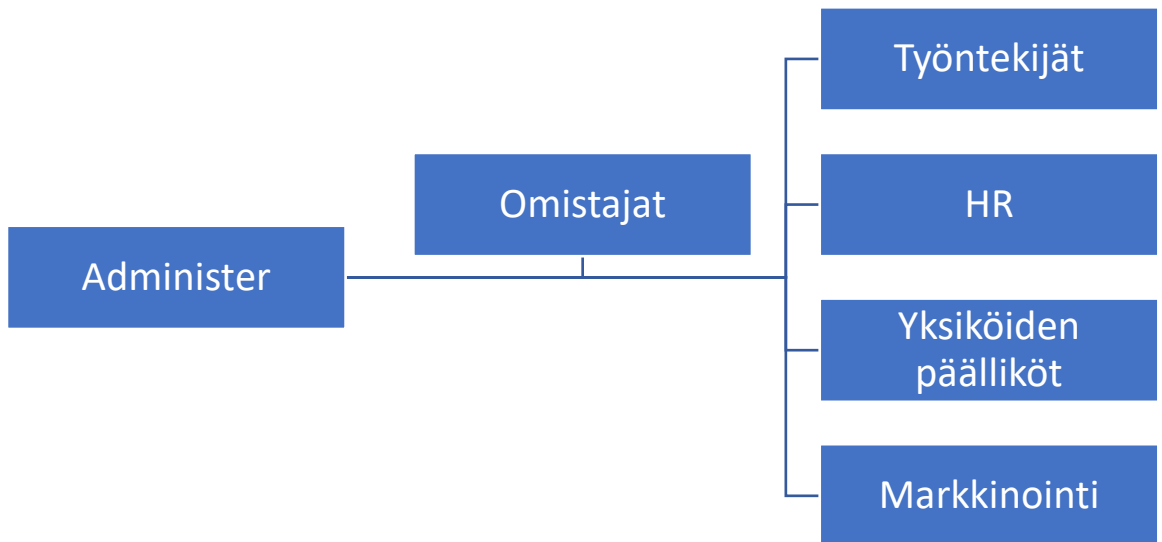 Administer
Omistajat
Työntekijät
HR
Yksiköiden
päälliköt
Markkinointi